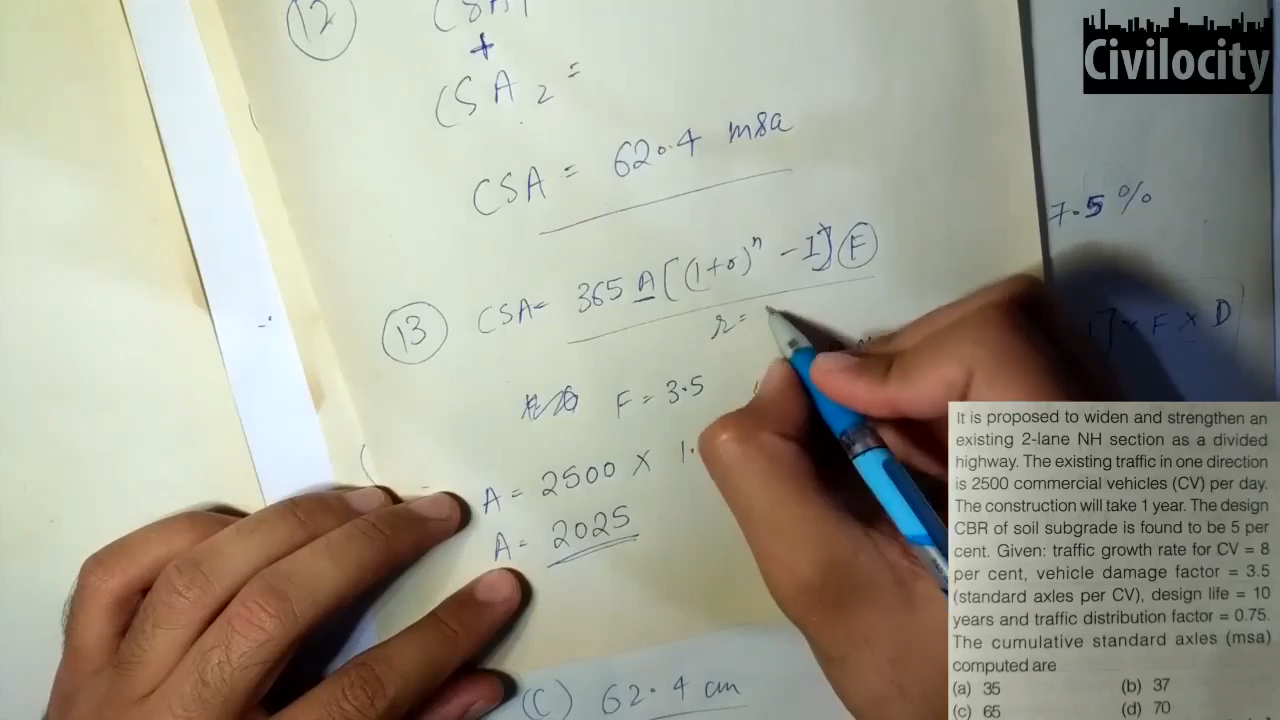 Civilocity
12
CSA1
+
CSA2 =
CSA = 62.4 msa
7.5 %
13 CSA = 365 A [(1+r)^n - 1] F
r =
1] x F x D
F = 3.5
A = 2500 x 1.
A = 2025
(C) 62.4 cm
It is proposed to widen and strengthen an
existing 2-lane NH section as a divided
highway. The existing traffic in one direction
is 2500 commercial vehicles (CV) per day.
The construction will take 1 year. The design
CBR of soil subgrade is found to be 5 per
cent. Given: traffic growth rate for CV = 8
per cent, vehicle damage factor = 3.5
(standard axles per CV), design life = 10
years and traffic distribution factor = 0.75.
The cumulative standard axles (msa)
computed are
(a) 35 (b) 37
(c) 65 (d) 70